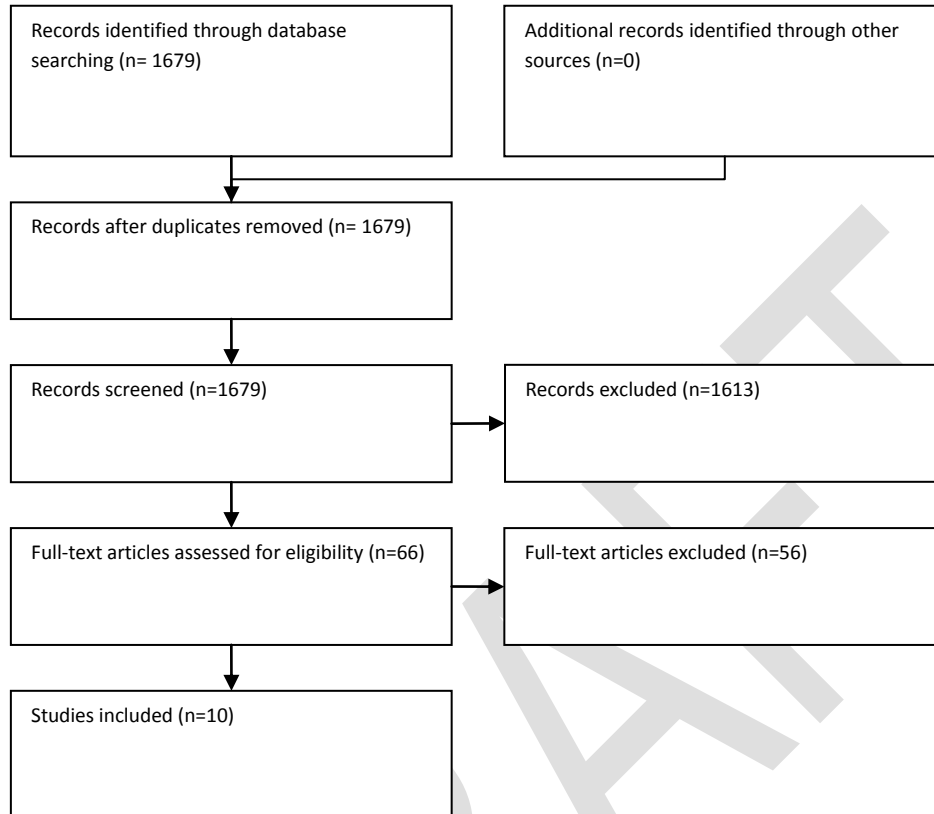 Records identified through database
searching (n= 1679)
Additional records identified through other
sources (n=0)
Records after duplicates removed (n= 1679)
Records screened (n=1679)
Records excluded (n=1613)
Full-text articles assessed for eligibility (n=66)
Full-text articles excluded (n=56)
Studies included (n=10)